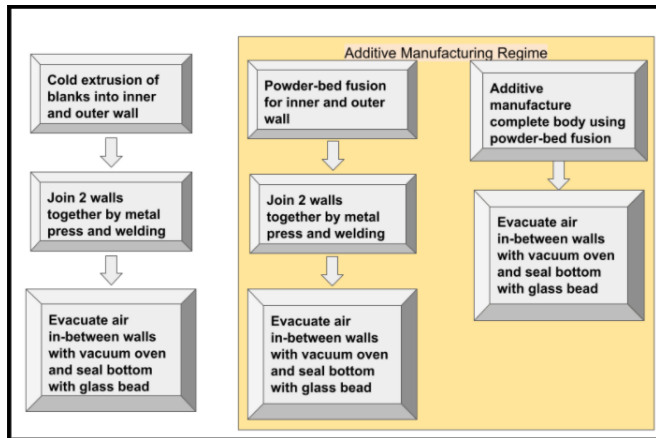 Additive Manufacturing Regime
Cold extrusion of
blanks into inner
and outer wall
Join 2 walls
together by metal
press and welding
Evacuate air
in-between walls
with vacuum oven
and seal bottom
with glass bead
Powder-bed fusion
for inner and outer
wall
Join 2 walls
together by metal
press and welding
Evacuate air
in-between walls
with vacuum oven
and seal bottom
with glass bead
Additive
manufacture
complete body using
powder-bed fusion
Evacuate air
in-between walls
with vacuum oven
and seal bottom
with glass bead